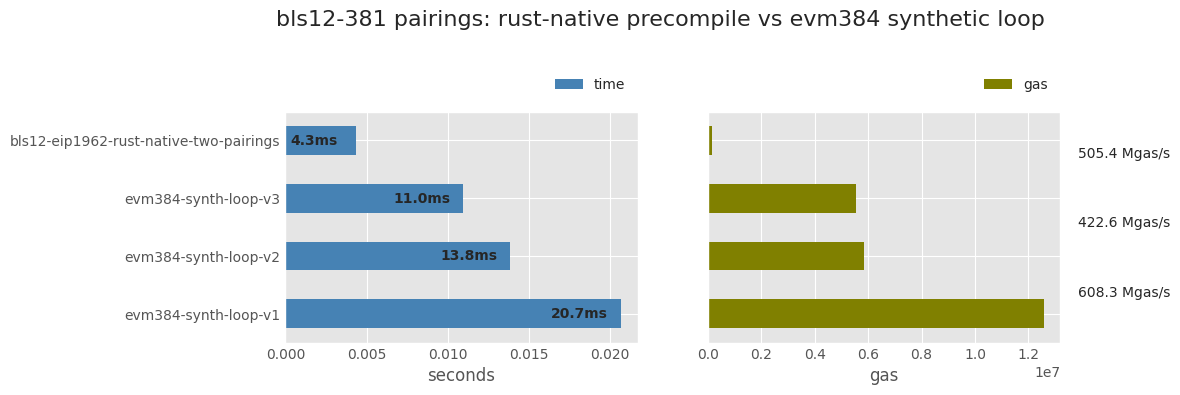 bls12-381 pairings: rust-native precompile vs evm384 synthetic loop
time
gas
bls12-eip1962-rust-native-two-pairings
4.3ms
505.4 Mgas/s
evm384-synth-loop-v3
11.0ms
422.6 Mgas/s
evm384-synth-loop-v2
13.8ms
608.3 Mgas/s
evm384-synth-loop-v1
20.7ms
0.000 0.005 0.010 0.015 0.020
seconds
0.0 0.2 0.4 0.6 0.8 1.0 1.2
1e7
gas